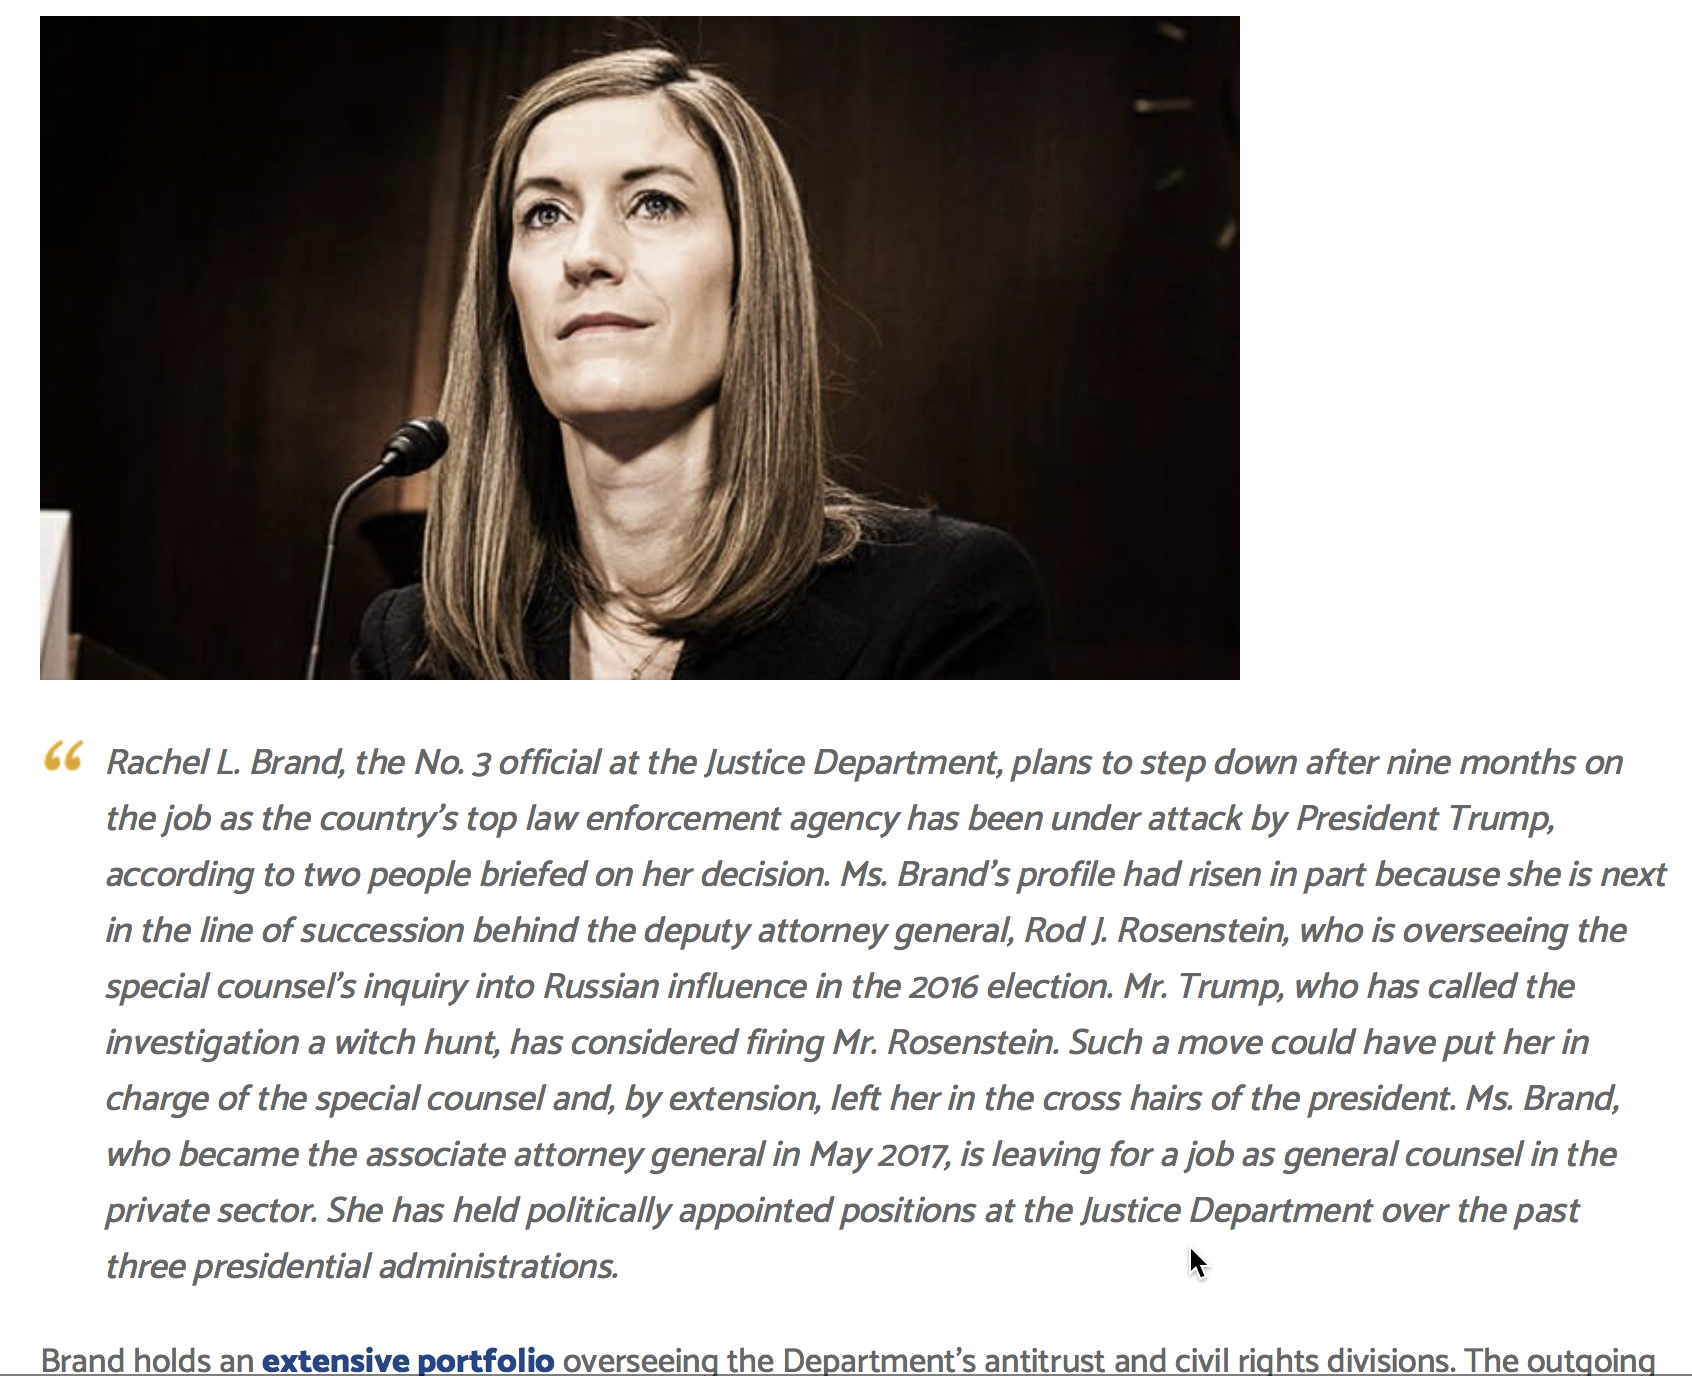 “ Rachel L. Brand, the No. 3 official at the Justice Department, plans to step down after nine months on
the job as the country’s top law enforcement agency has been under attack by President Trump,
according to two people briefed on her decision. Ms. Brand’s profile had risen in part because she is next
in the line of succession behind the deputy attorney general, Rod J. Rosenstein, who is overseeing the
special counsel’s inquiry into Russian influence in the 2016 election. Mr. Trump, who has called the
investigation a witch hunt, has considered firing Mr. Rosenstein. Such a move could have put her in
charge of the special counsel and, by extension, left her in the cross hairs of the president. Ms. Brand,
who became the associate attorney general in May 2017, is leaving for a job as general counsel in the
private sector. She has held politically appointed positions at the Justice Department over the past
three presidential administrations.
Brand holds an extensive portfolio overseeing the Department’s antitrust and civil rights divisions. The outgoing